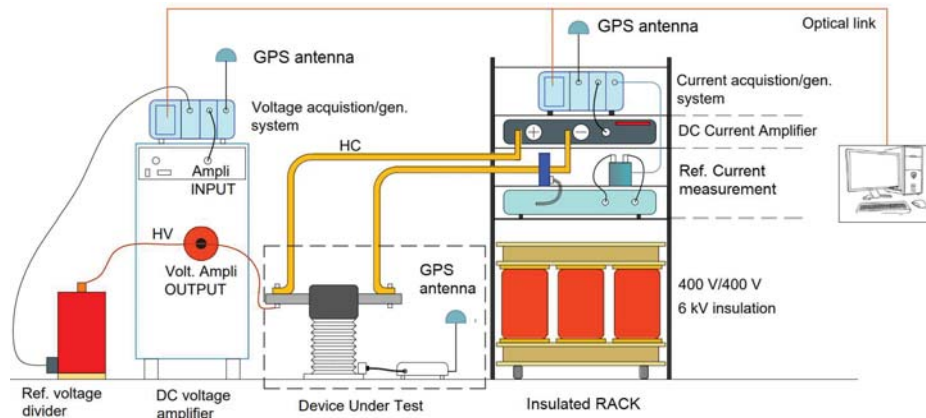 Optical link
GPS antenna
GPS antenna
Voltage acquistion/gen.
system
Current acquistion/gen.
system
DC Current Amplifier
HC
Ampli
INPUT
Ref. Current
measurement
HV
Volt. Ampli
OUTPUT
GPS
antenna
400 V/400 V
6 kV insulation
Ref. voltage
divider
DC voltage
amplifier
Device Under Test
Insulated RACK